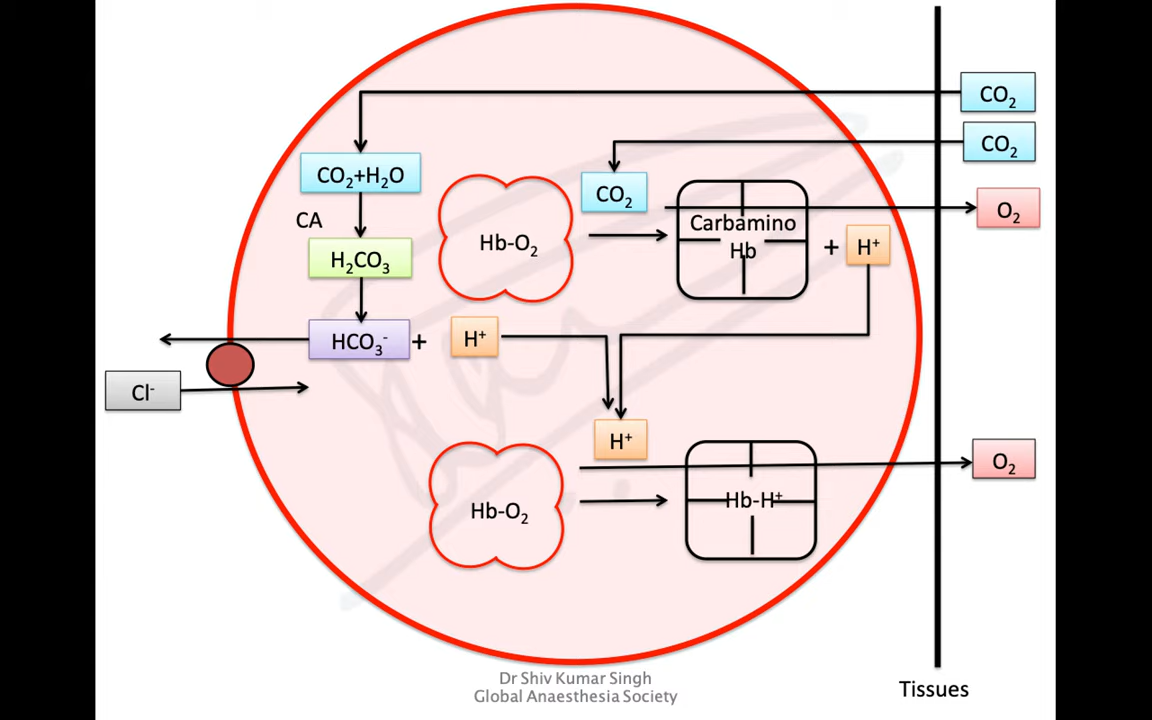 CO₂
CO₂
CO₂+H₂O
CO₂
O₂
CA
Hb-O₂
Carbamino
Hb
+
H⁺
H₂CO₃
HCO₃⁻
+
H⁺
Cl⁻
H⁺
O₂
Hb-O₂
Hb-H⁺
Dr Shiv Kumar Singh
Global Anaesthesia Society
Tissues